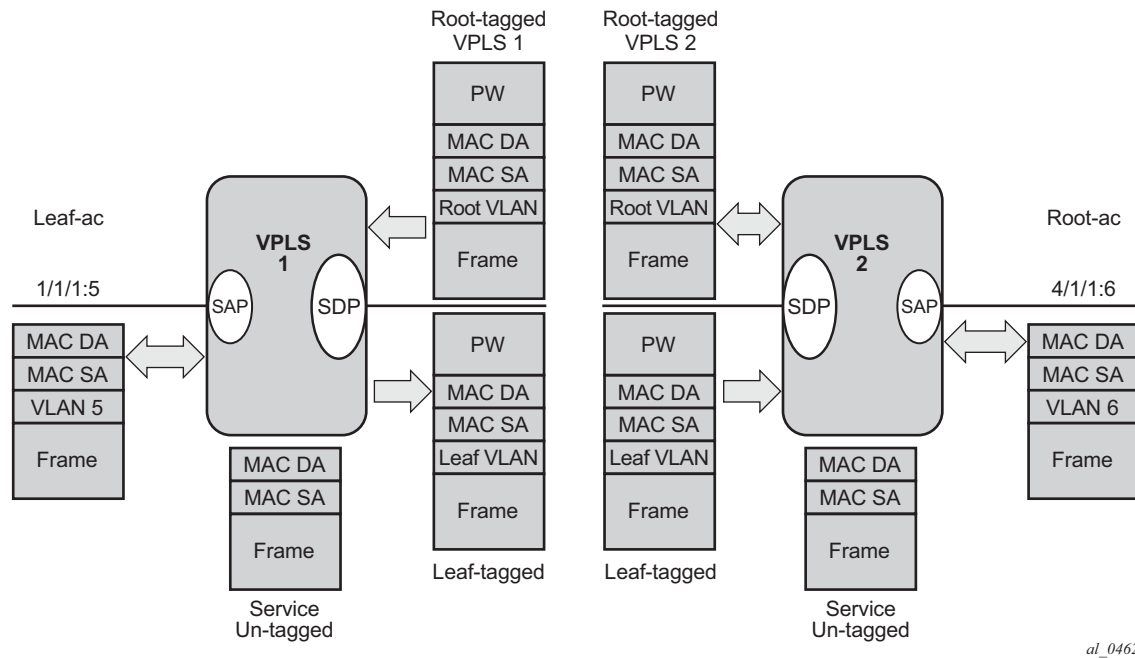 Root-tagged
VPLS 1
Root-tagged
VPLS 2
PW
MAC DA
MAC SA
Root VLAN
Frame
PW
MAC DA
MAC SA
Root VLAN
Frame
Leaf-ac
1/1/1:5
VPLS
1
SAP
SDP
VPLS
2
SDP
SAP
Root-ac
4/1/1:6
MAC DA
MAC SA
VLAN 5
Frame
PW
MAC DA
MAC SA
Leaf VLAN
Frame
Leaf-tagged
PW
MAC DA
MAC SA
Leaf VLAN
Frame
Leaf-tagged
MAC DA
MAC SA
VLAN 6
Frame
MAC DA
MAC SA
Frame
Service
Un-tagged
MAC DA
MAC SA
Frame
Service
Un-tagged
al_0462